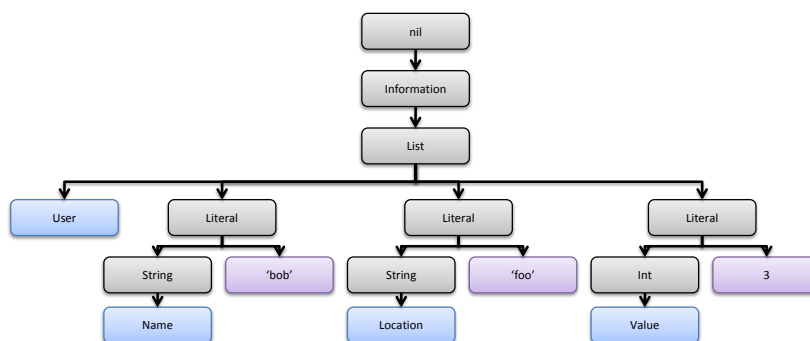 nil
Information
List
User
Literal
Literal
Literal
String
‘bob’
String
‘foo’
Int
3
Name
Location
Value